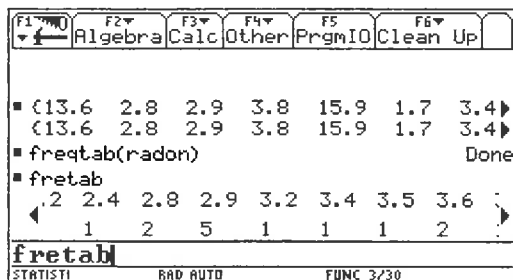 F1 F2 F3 F4 F5 F6
Algebra Calc Other PrgmIO Clean Up
{13.6 2.8 2.9 3.8 15.9 1.7 3.4
{13.6 2.8 2.9 3.8 15.9 1.7 3.4
freqtab(radon) Done
fretab
.2 2.4 2.8 2.9 3.2 3.4 3.5 3.6
1 2 5 1 1 1 2
fretab
STATISTI RAD AUTO FUNC 3/30